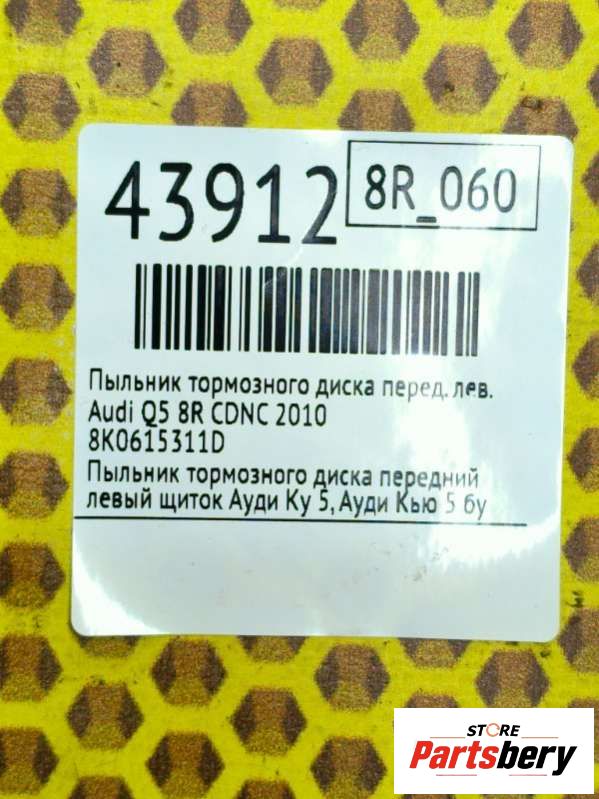 43912
8R_060
Пыльник тормозного диска перед. лев.
Audi Q5 8R CDNC 2010
8K0615311D
Пыльник тормозного диска передний
левый щиток Ауди Ку 5, Ауди Кью 5 бу
STORE
Partsbery